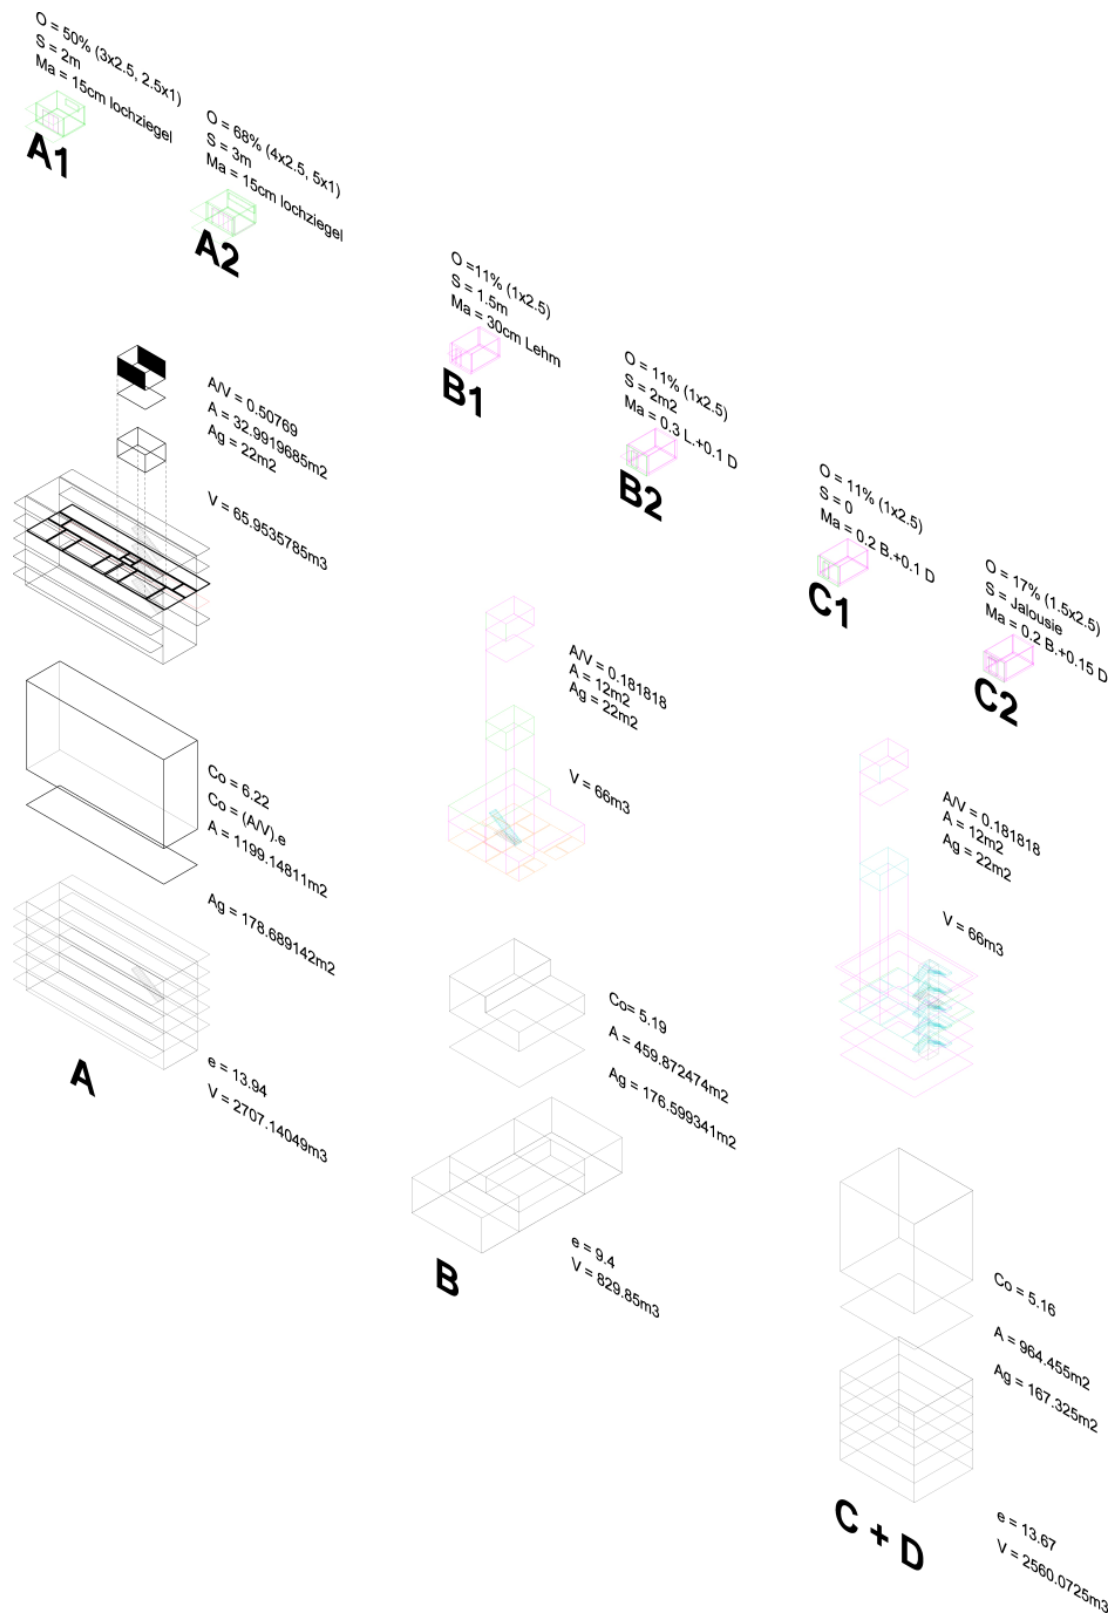 O = 50% (3x2.5, 2.5x1)
S = 2m
Ma = 15cm lochziegel
A1
O = 68% (4x2.5, 5x1)
S = 3m
Ma = 15cm lochziegel
A2
O =11% (1x2.5)
S = 1.5m
Ma = 30cm Lehm
B1
O = 11% (1x2.5)
S = 2m2
Ma = 0.3 L.+0.1 D
B2
O = 11% (1x2.5)
S = 0
Ma = 0.2 B.+0.1 D
C1
O = 17% (1.5x2.5)
S = Jalousie
Ma = 0.2 B.+0.15 D
C2
A/V = 0.50769
A = 32.9919685m2
Ag = 22m2
V = 65.9535785m3
Co = 6.22
Co = (A/V).e
A = 1199.14811m2
Ag = 178.689142m2
e = 13.94
V = 2707.14049m3
A
A/V = 0.181818
A = 12m2
Ag = 22m2
V = 66m3
Co= 5.19
A = 459.872474m2
Ag = 176.599341m2
e = 9.4
V = 829.85m3
B
A/V = 0.181818
A = 12m2
Ag = 22m2
V = 66m3
Co = 5.16
A = 964.455m2
Ag = 167.325m2
e = 13.67
V = 2560.0725m3
C + D